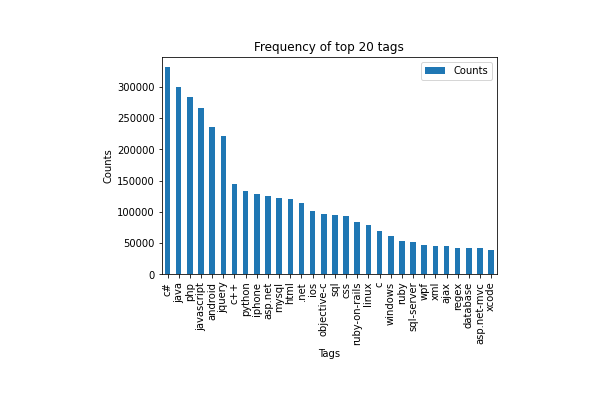 Frequency of top 20 tags
Counts
300000
250000
200000
150000
100000
50000
0
Counts
c#
java
php
javascript
android
jquery
c++
python
iphone
asp.net
mysql
html
.net
ios
objective-c
sql
css
ruby-on-rails
linux
c
windows
ruby
sql-server
wpf
xml
ajax
regex
database
asp.net-mvc
xcode
Tags